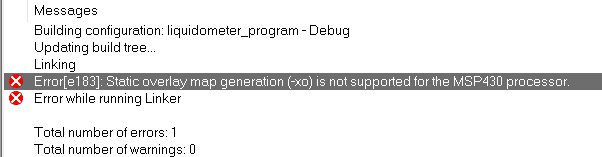 Messages
Building configuration: liquidometer_program - Debug
Updating build tree...
Linking
Error[e183]: Static overlay map generation (-xo) is not supported for the MSP430 processor.
Error while running Linker
Total number of errors: 1
Total number of warnings: 0